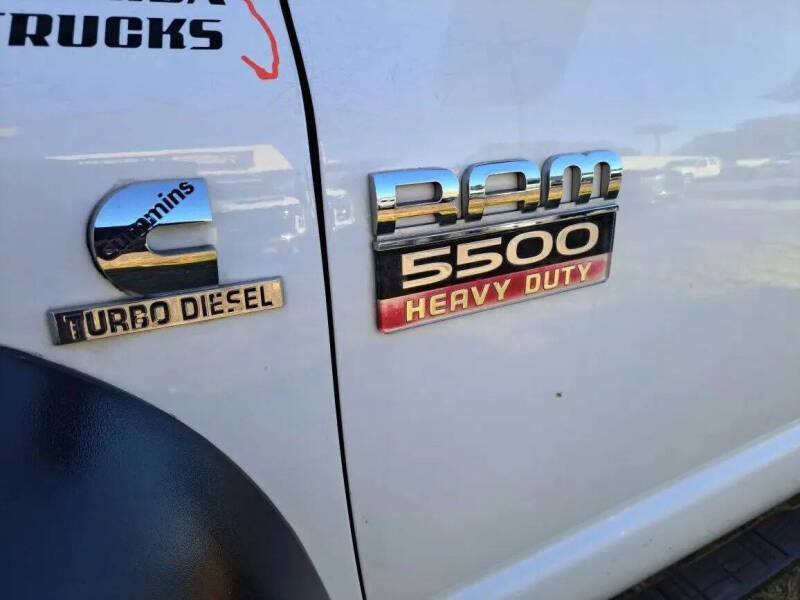 TRUCKS
Cummins
TURBO DIESEL
RAM
5500
HEAVY DUTY